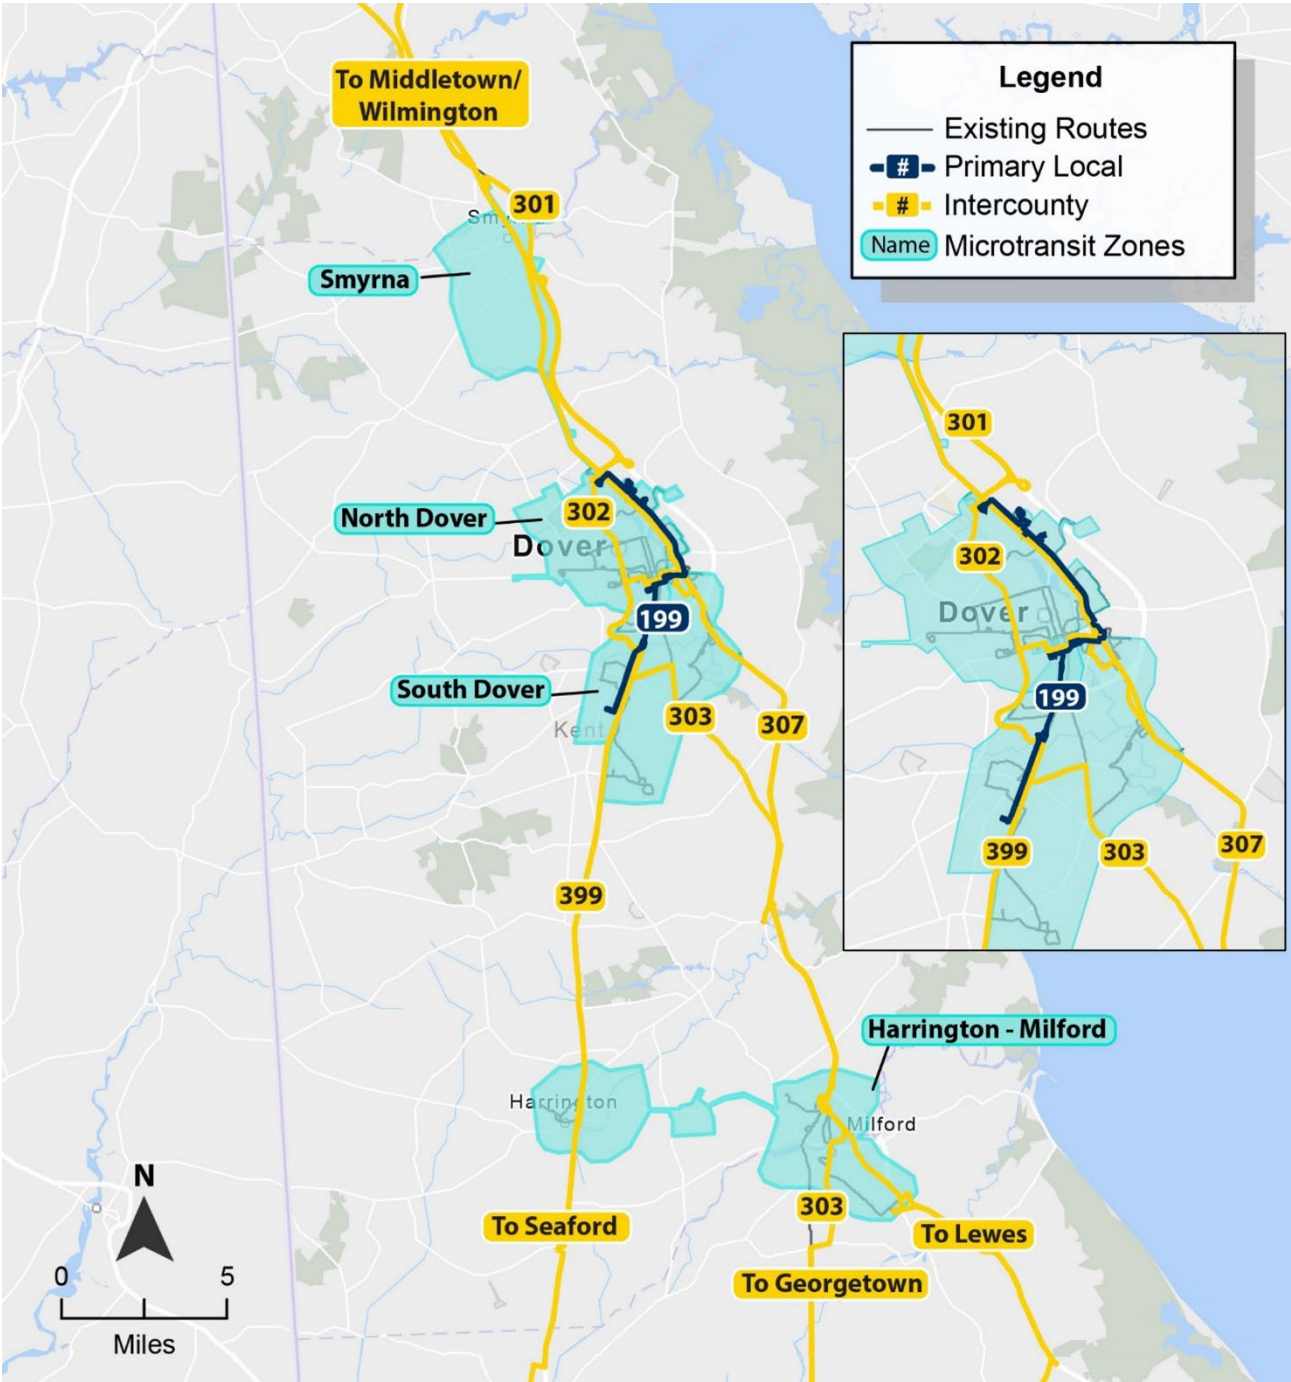 To Middletown/
Wilmington
Legend
Existing Routes
# Primary Local
# Intercounty
Name Microtransit Zones
301
Smyrna
301
North Dover
302
Dover
199
South Dover
Kent
303
307
399
302
Dover
199
399
303
307
Harrington - Milford
Harrington
Milford
303
To Seaford
To Lewes
To Georgetown
N
0 5
Miles